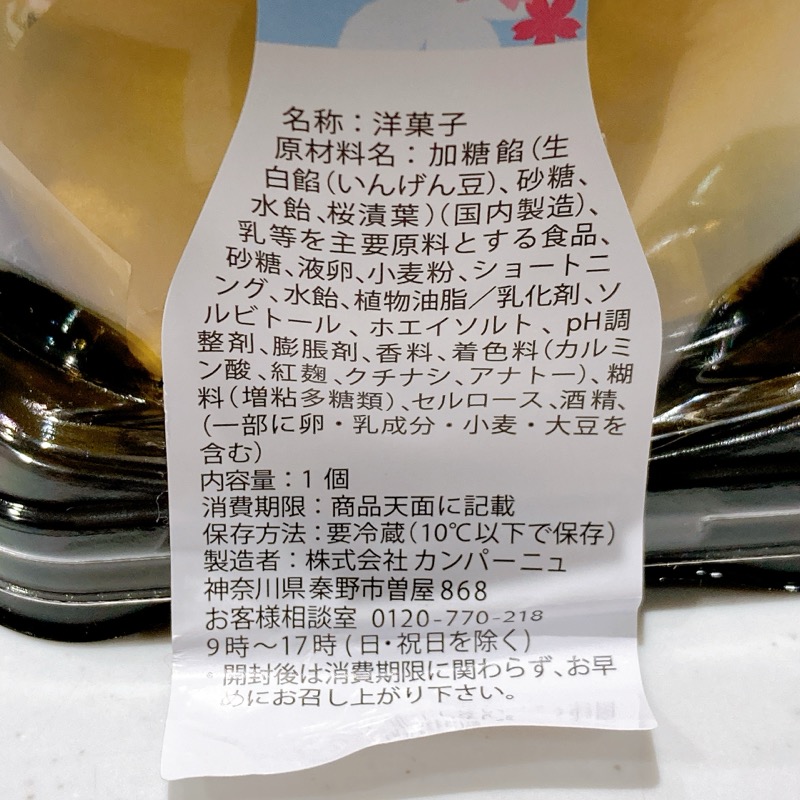 名称：洋菓子
原材料名：加糖餡（生
白餡（いんげん豆）、砂糖、
水飴、桜漬葉）（国内製造）、
乳等を主要原料とする食品、
砂糖、液卵、小麦粉、ショートニ
ング、水飴、植物油脂／乳化剤、ソ
ルビトール、ホエイソルト、pH調
整剤、膨脹剤、香料、着色料（カルミ
ン酸、紅麹、クチナシ、アナトー）、糊
料（増粘多糖類）、セルロース、酒精、
（一部に卵・乳成分・小麦・大豆を
含む）
内容量：1個
消費期限：商品天面に記載
保存方法：要冷蔵（10℃以下で保存）
製造者：株式会社カンパーニュ
神奈川県秦野市曽屋868
お客様相談室 0120-770-218
9時～17時（日・祝日を除く）
*開封後は消費期限に関わらず、お早
めにお召し上がり下さい。